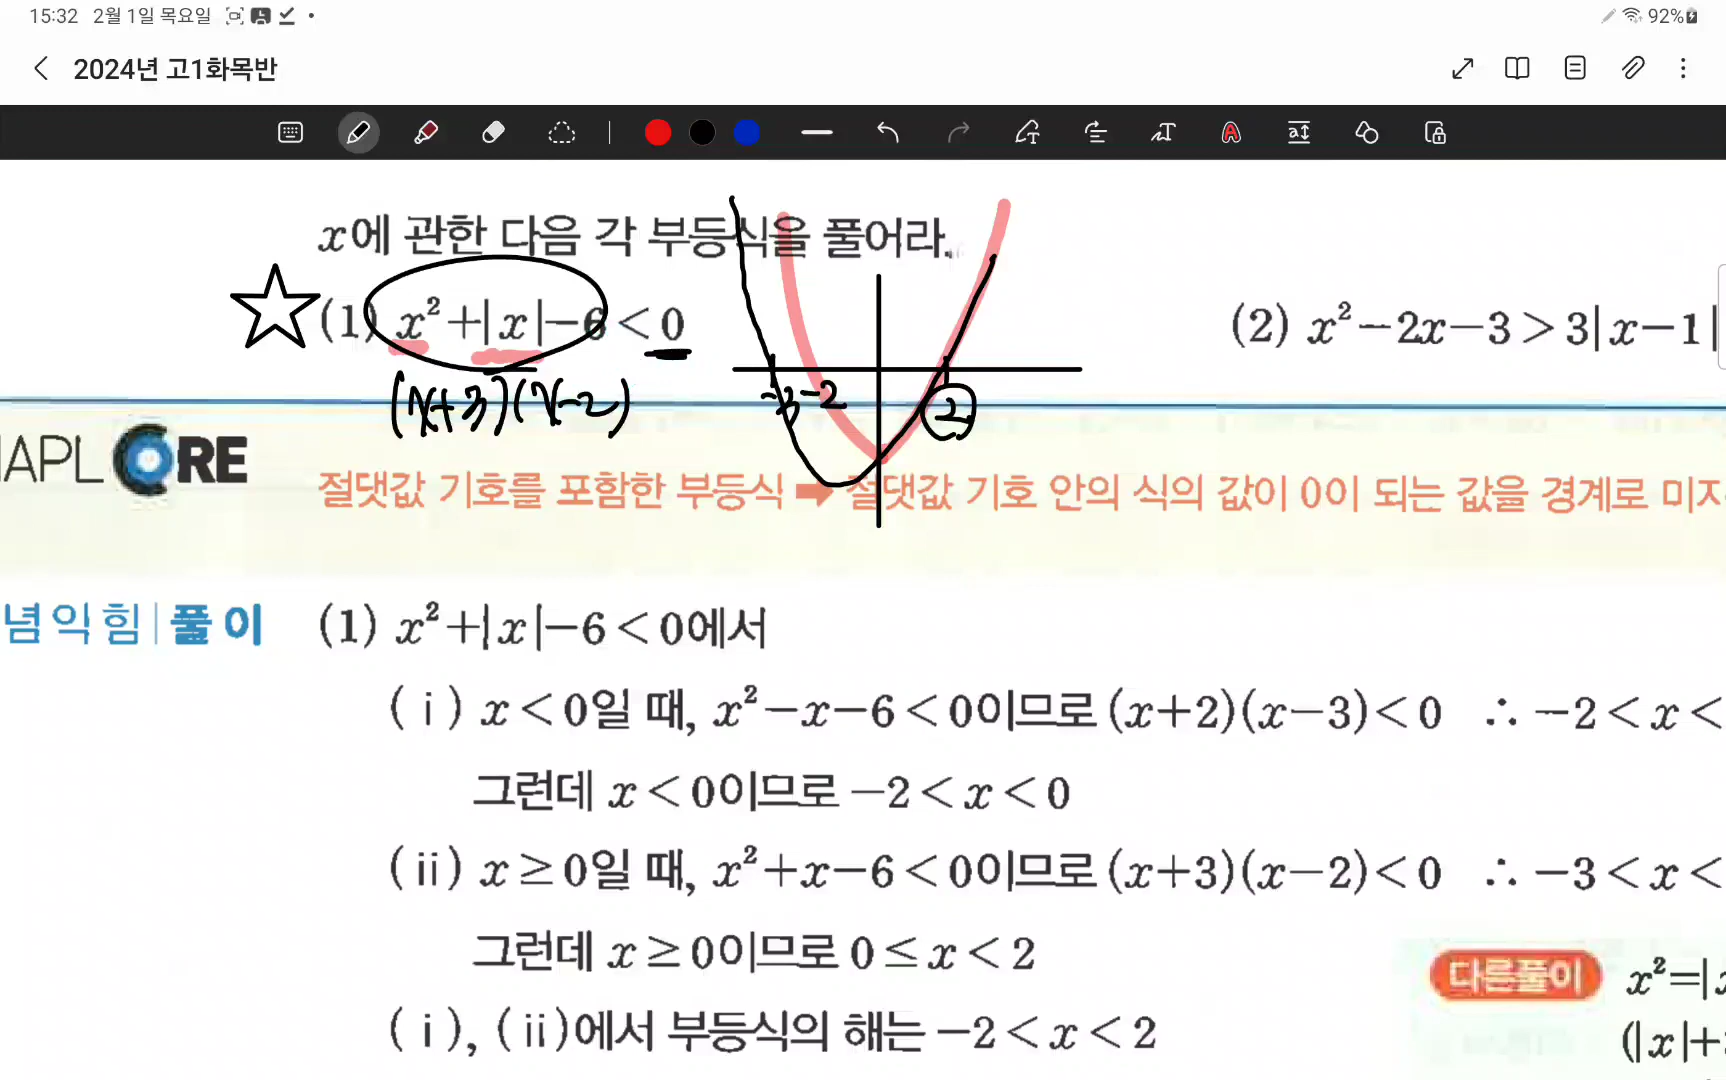 15:32 2월 1일 목요일
92%
2024년 고1화목반
x에 관한 다음 각 부등식을 풀어라.
(1) x²+|x|-6<0
(2) x²-2x-3>3|x-1|
(x+3)(x-2)
-3 -2 2
APL CORE
절댓값 기호를 포함한 부등식 ➡ 절댓값 기호 안의 식의 값이 0이 되는 값을 경계로 미지
념익힘|풀이
(1) x²+|x|-6<0에서
(ⅰ) x<0일 때, x²-x-6<0이므로 (x+2)(x-3)<0 ∴ -2<x<
그런데 x<0이므로 -2<x<0
(ⅱ) x≥0일 때, x²+x-6<0이므로 (x+3)(x-2)<0 ∴ -3<x<
그런데 x≥0이므로 0≤x<2
(ⅰ), (ⅱ)에서 부등식의 해는 -2<x<2
다른풀이 x²=|x
(|x|+